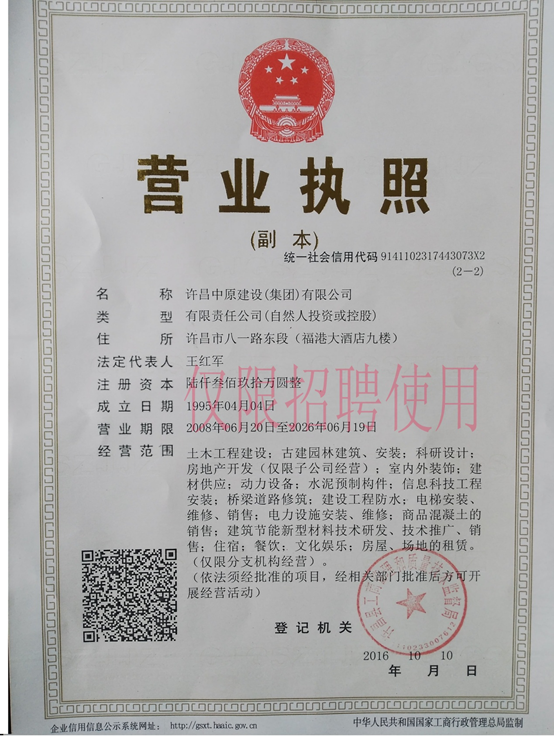 营业执照
(副 本)
统一社会信用代码 9141102317443073X2
(2-2)
名 称 许昌中原建设(集团)有限公司
类 型 有限责任公司(自然人投资或控股)
住 所 许昌市八一路东段（福港大酒店九楼）
法定代表人 王红军
注册资本 陆仟叁佰玖拾万圆整
成立日期 1995年04月04日
营业期限 2008年06月20日至2026年06月19日
经营范围 土木工程建设；古建园林建筑、安装；科研设计；
房地产开发（仅限子公司经营）；室内外装饰；建
材供应；动力设备；水泥预制构件；信息科技工程
安装；桥梁道路修筑；建设工程防水；电梯安装、
维修、销售；电力设施安装、维修；商品混凝土的
销售；建筑节能新型材料技术研发、技术推广、销
售；住宿；餐饮；文化娱乐；房屋、场地的租赁。
（仅限分支机构经营）。
（依法须经批准的项目，经相关部门批准后方可开
展经营活动）
仅限招聘使用
登记机关
2016 10 10
年 月 日
企业信用信息公示系统网址： http://gsxt.haaic.gov.cn
中华人民共和国国家工商行政管理总局监制